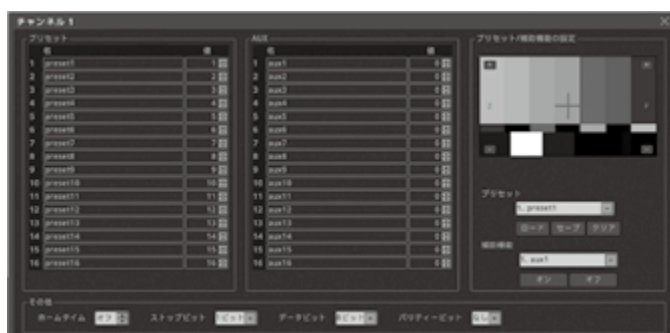 チャンネル 1
プリセット
名 値
1 preset1 1
2 preset2 2
3 preset3 3
4 preset4 4
5 preset5 5
6 preset6 6
7 preset7 7
8 preset8 8
9 preset9 9
10 preset10 10
11 preset11 11
12 preset12 12
13 preset13 13
14 preset14 14
15 preset15 15
16 preset16 16
AUX
名 値
1 aux1 0
2 aux2 0
3 aux3 0
4 aux4 0
5 aux5 0
6 aux6 0
7 aux7 0
8 aux8 0
9 aux9 0
10 aux10 0
11 aux11 0
12 aux12 0
13 aux13 0
14 aux14 0
15 aux15 0
16 aux16 0
プリセット/補助機能の設定
プリセット
1. preset1
ロード セーブ クリア
補助機能
1. aux1
オン オフ
その他
ホームタイム オフ ストップビット 1ビット データビット 8ビット パリティービット なし